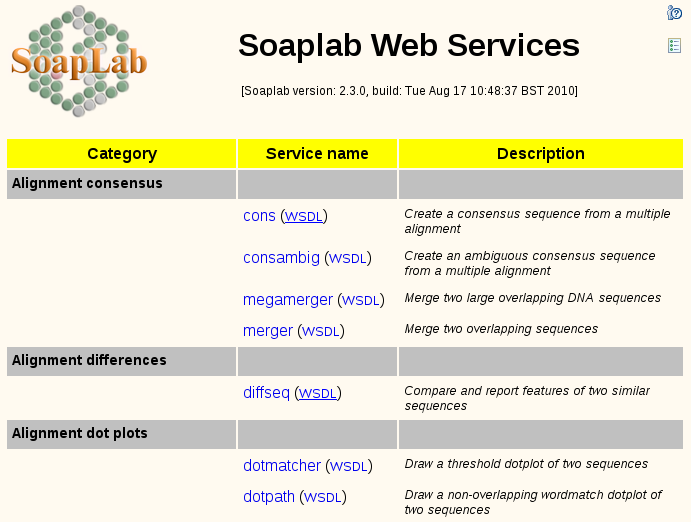 SoapLab
Soaplab Web Services
[Soaplab version: 2.3.0, build: Tue Aug 17 10:48:37 BST 2010]
Category Service name Description
Alignment consensus
cons (WSDL) Create a consensus sequence from a multiple
alignment
consambig (WSDL) Create an ambiguous consensus sequence
from a multiple alignment
megamerger (WSDL) Merge two large overlapping DNA sequences
merger (WSDL) Merge two overlapping sequences
Alignment differences
diffseq (WSDL) Compare and report features of two similar
sequences
Alignment dot plots
dotmatcher (WSDL) Draw a threshold dotplot of two sequences
dotpath (WSDL) Draw a non-overlapping wordmatch dotplot of
two sequences